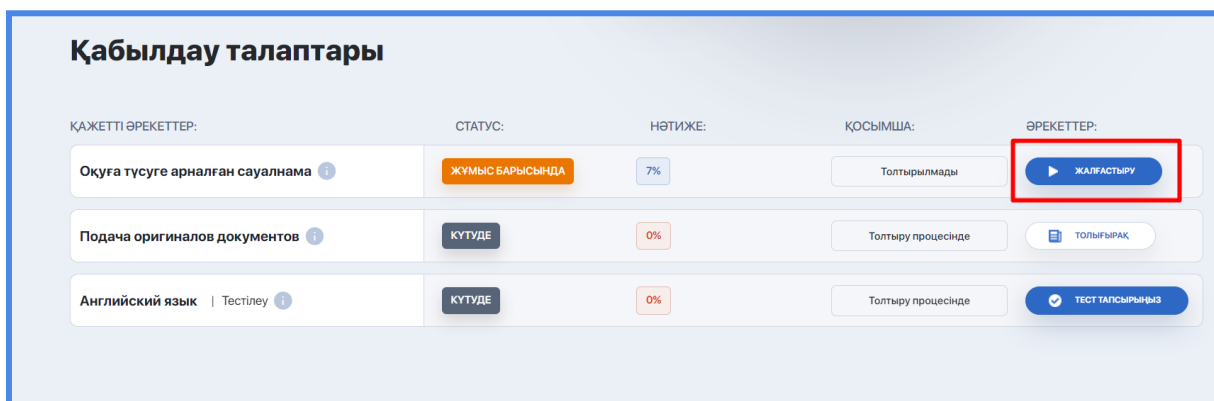 Қабылдау талаптары
ҚАЖЕТТІ ӘРЕКЕТТЕР: СТАТУС: НӘТИЖЕ: ҚОСЫМША: ӘРЕКЕТТЕР:
Оқуға түсуге арналған сауалнама i ЖҰМЫС БАРЫСЫНДА 7% Толтырылмады ЖАЛҒАСТЫРУ
Подача оригиналов документов i КҮТУДЕ 0% Толтыру процесінде ТОЛЫҒЫРАҚ
Английский язык | Тестілеу i КҮТУДЕ 0% Толтыру процесінде ТЕСТ ТАПСЫРЫҢЫЗ